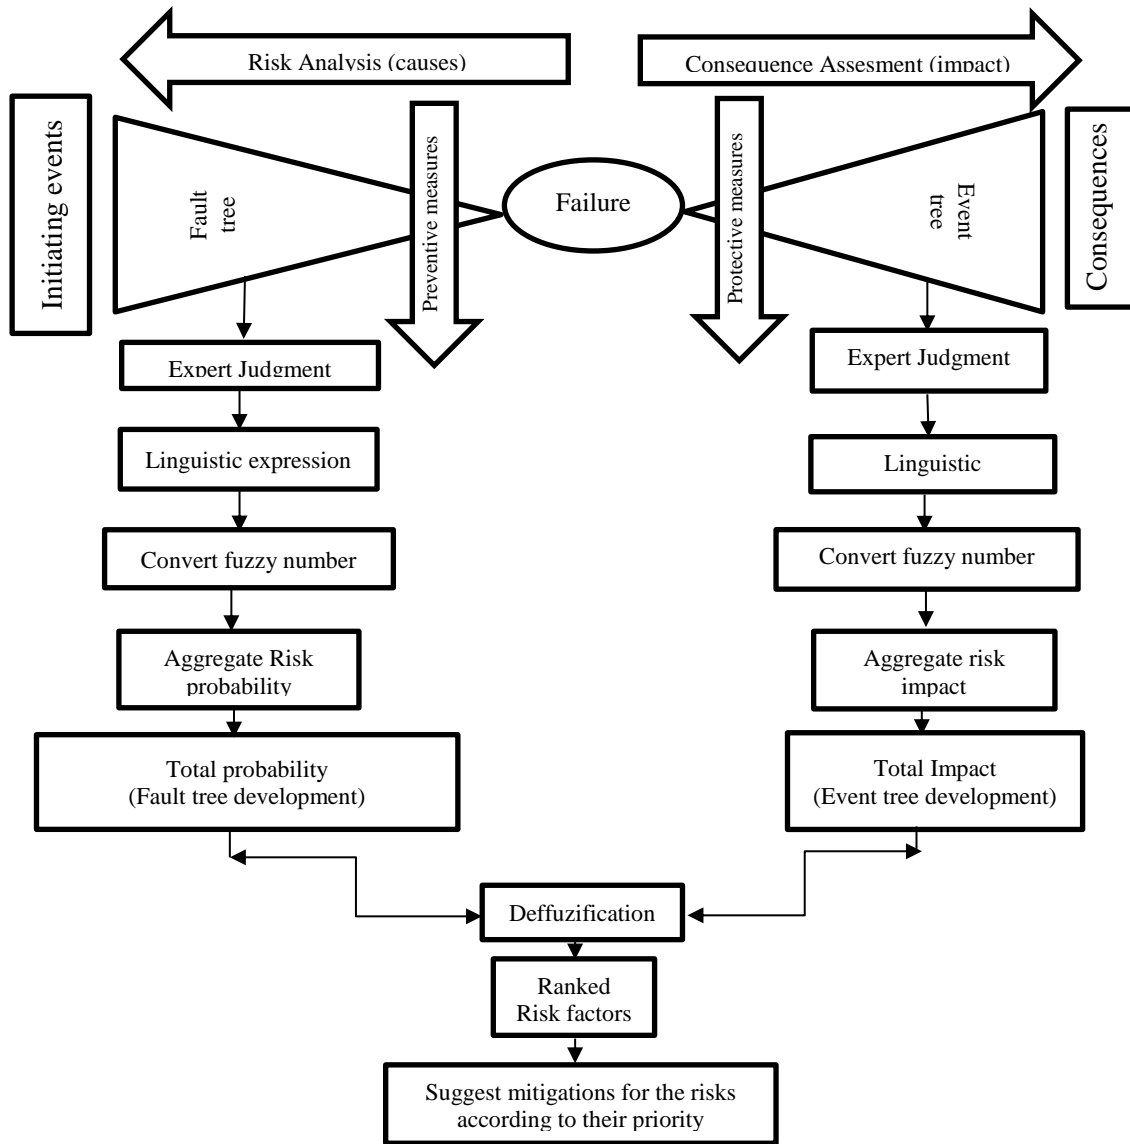 Risk Analysis (causes)
Consequence Assesment (impact)
Initiating events
Fault
tree
Preventive measures
Failure
Protective measures
Event
tree
Consequences
Expert Judgment
Linguistic expression
Convert fuzzy number
Aggregate Risk
probability
Total probability
(Fault tree development)
Expert Judgment
Linguistic
Convert fuzzy number
Aggregate risk
impact
Total Impact
(Event tree development)
Deffuzification
Ranked
Risk factors
Suggest mitigations for the risks
according to their priority